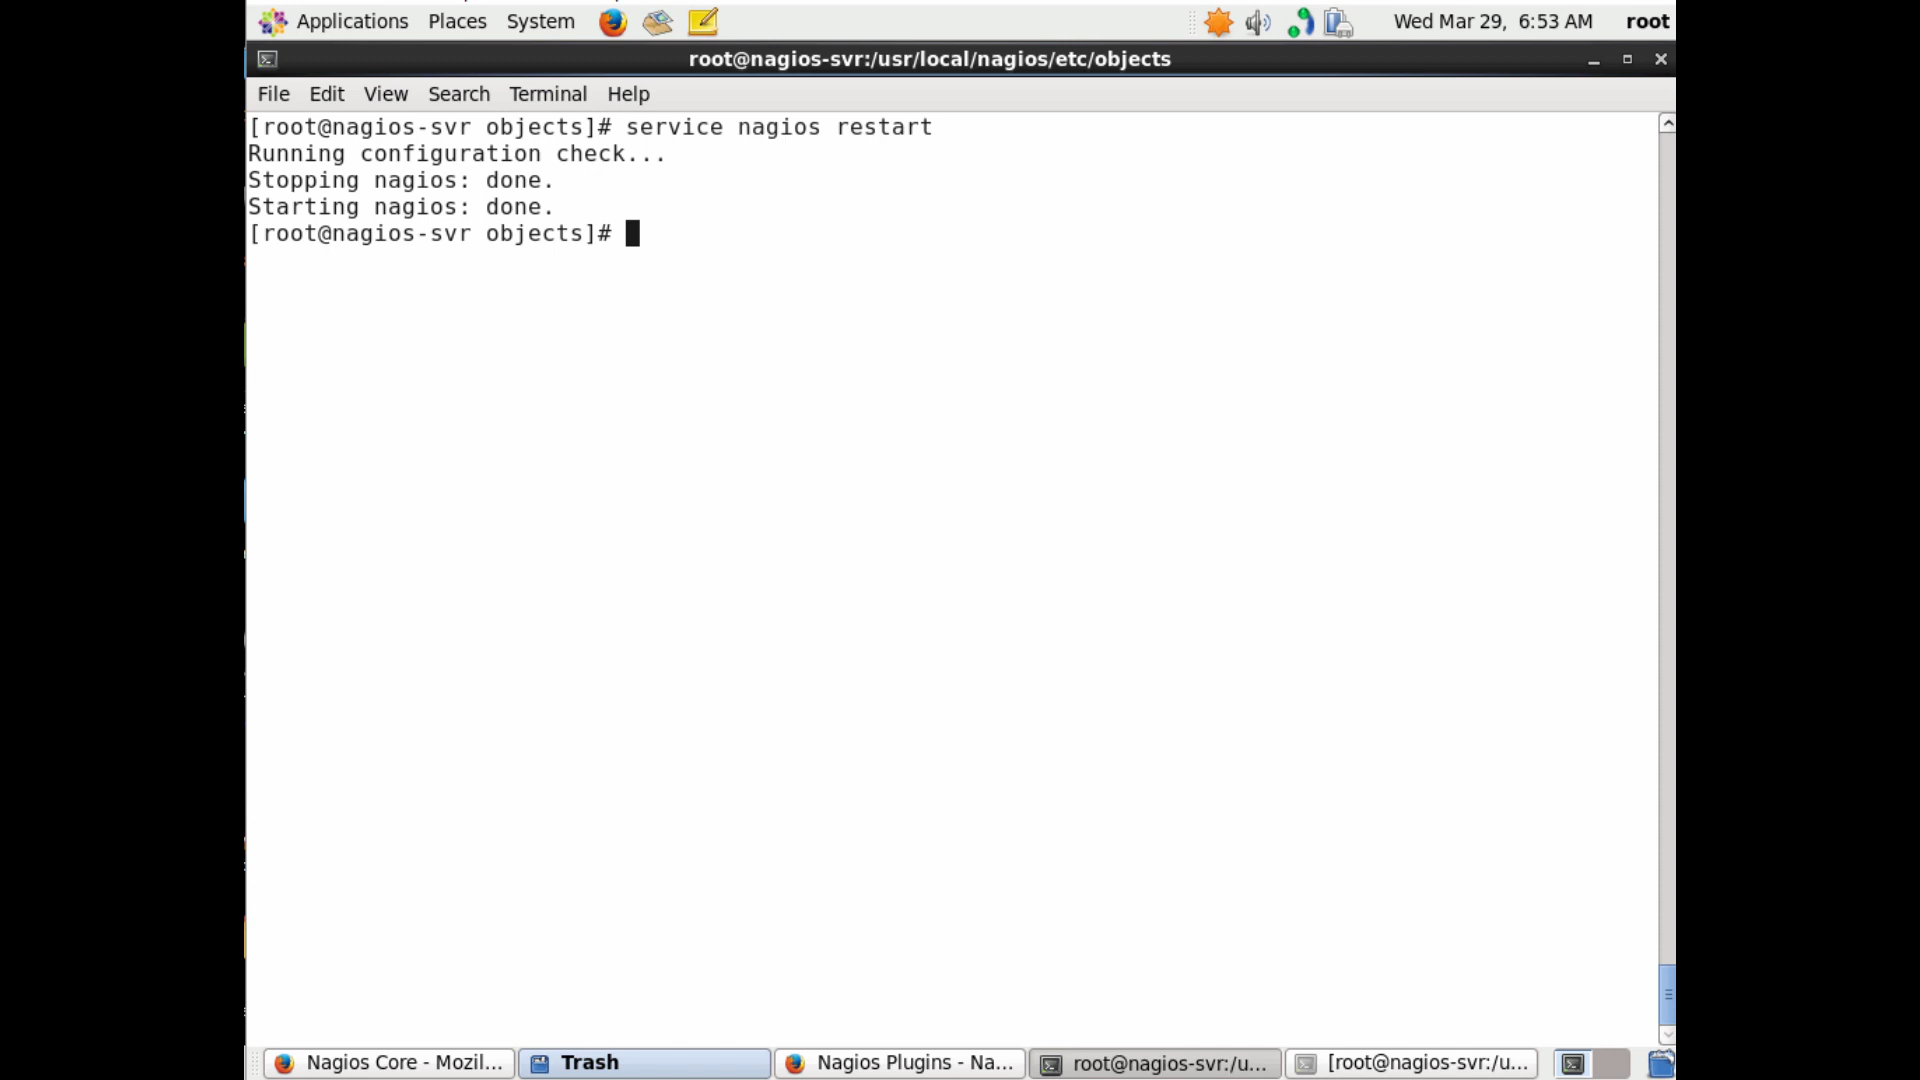 Applications Places System Wed Mar 29, 6:53 AM root
root@nagios-svr:/usr/local/nagios/etc/objects
File Edit View Search Terminal Help
[root@nagios-svr objects]# service nagios restart
Running configuration check...
Stopping nagios: done.
Starting nagios: done.
[root@nagios-svr objects]#
Nagios Core - Mozil... Trash Nagios Plugins - Na... root@nagios-svr:/u... [root@nagios-svr:/u...